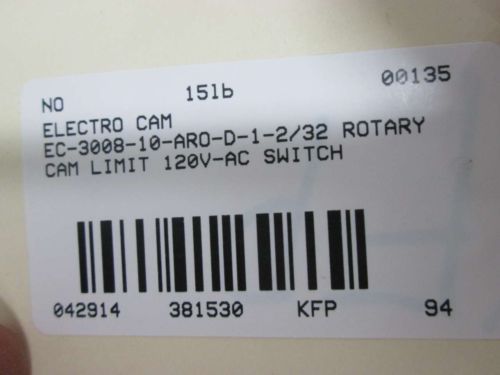 NO 15lb 00135
ELECTRO CAM
EC-3008-10-ARO-D-1-2/32 ROTARY
CAM LIMIT 120V-AC SWITCH
042914 381530 KFP 94